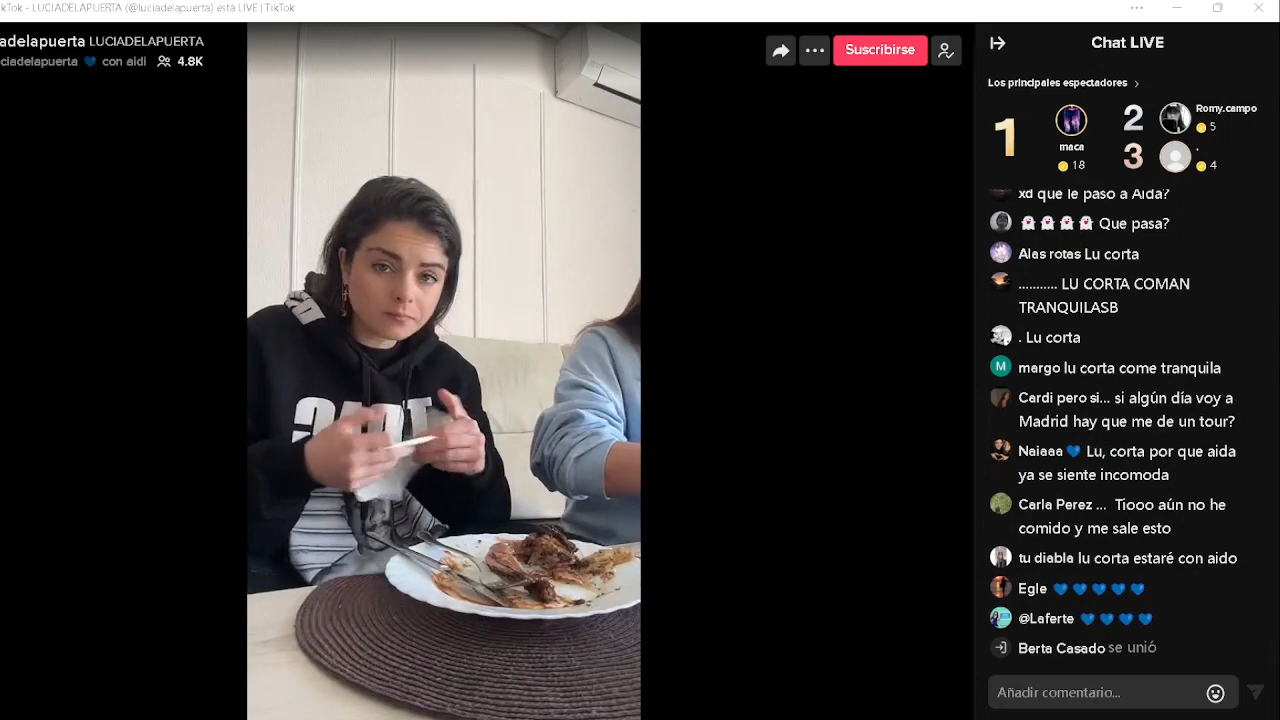 kTok - LUCIADELAPUERTA (@luciadelapuerta) está LIVE | TikTok
adelapuerta LUCIADELAPUERTA
ciadelapuerta 💙 con aidi 4.8K
Suscribirse
Chat LIVE
Los principales espectadores
1
maca
18
2
Romy.campo
5
3
.
4
xd que le paso a Aida?
👻👻👻👻 Que pasa?
Alas rotas Lu corta
........... LU CORTA COMAN
TRANQUILASB
. Lu corta
M
margo lu corta come tranquila
Cardi pero si... si algún día voy a
Madrid hay que me de un tour?
Naiaaa 💙 Lu, corta por que aida
ya se siente incomoda
Carla Perez ... Tiooo aún no he
comido y me sale esto
tu diabla lu corta estaré con aido
Egle 💙💙💙💙💙
@Laferte 💙💙💙💙
Berta Casado se unió
Añadir comentario...